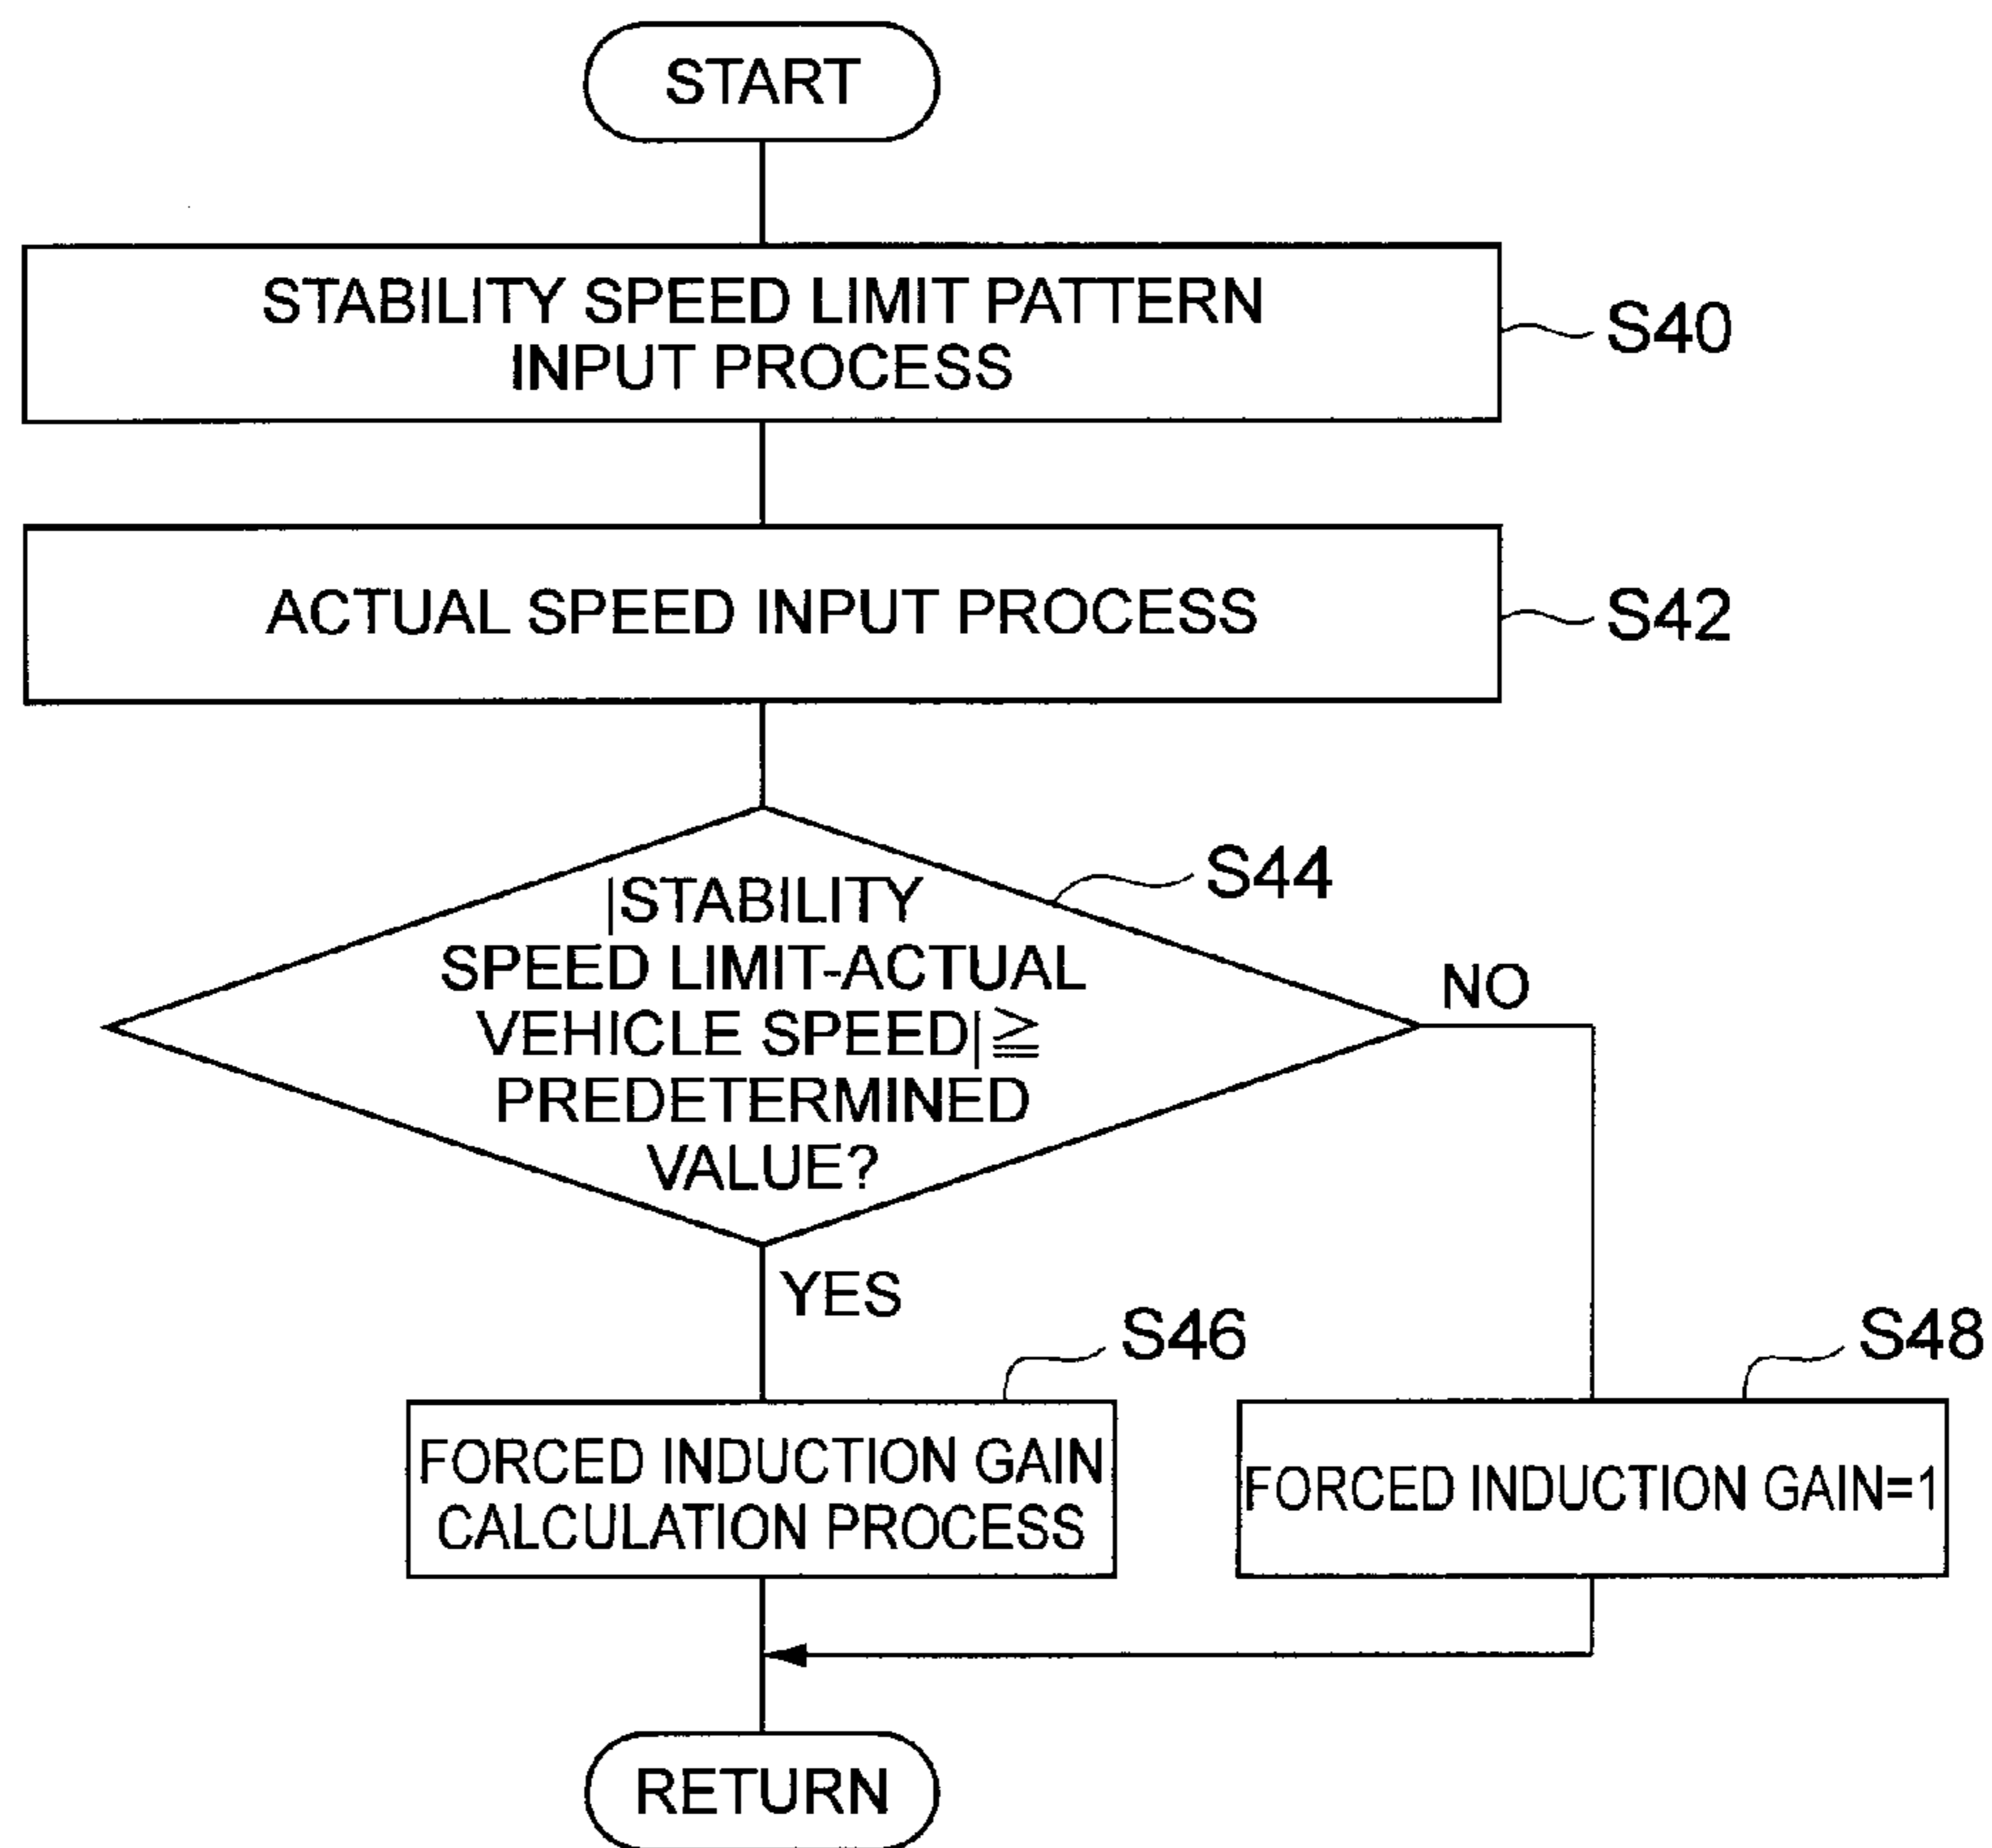 START
STABILITY SPEED LIMIT PATTERN
INPUT PROCESS
S40
ACTUAL SPEED INPUT PROCESS
S42
|STABILITY
SPEED LIMIT-ACTUAL
VEHICLE SPEED|≧
PREDETERMINED
VALUE?
S44
NO
YES
S46
FORCED INDUCTION GAIN
CALCULATION PROCESS
S48
FORCED INDUCTION GAIN=1
RETURN